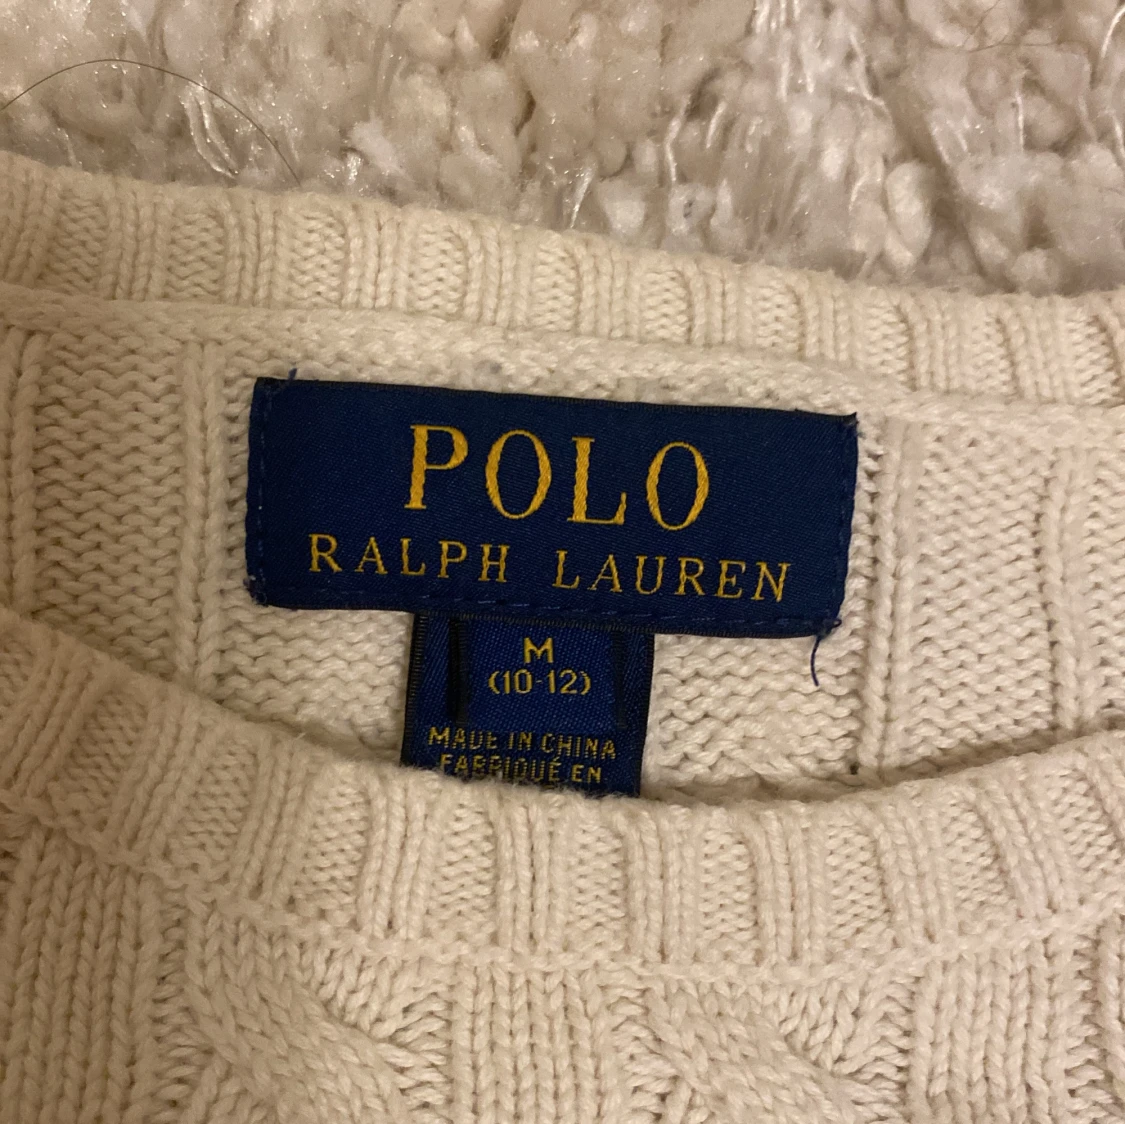 POLO
RALPH LAUREN
M
(10-12)
MADE IN CHINA
FABRIQUÉ EN